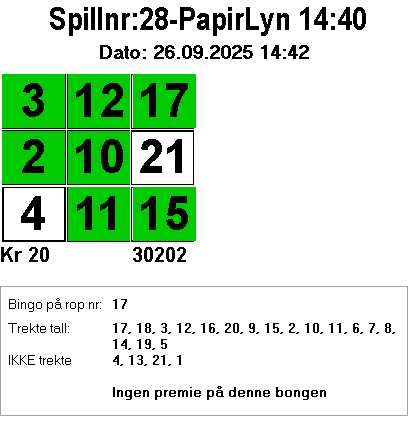 Spillnr:28-PapirLyn 14:40
Dato: 26.09.2025 14:42
3 12 17
2 10 21
4 11 15
Kr 20 30202
Bingo på rop nr: 17
Trekte tall: 17, 18, 3, 12, 16, 20, 9, 15, 2, 10, 11, 6, 7, 8,
14, 19, 5
IKKE trekte 4, 13, 21, 1
Ingen premie på denne bongen